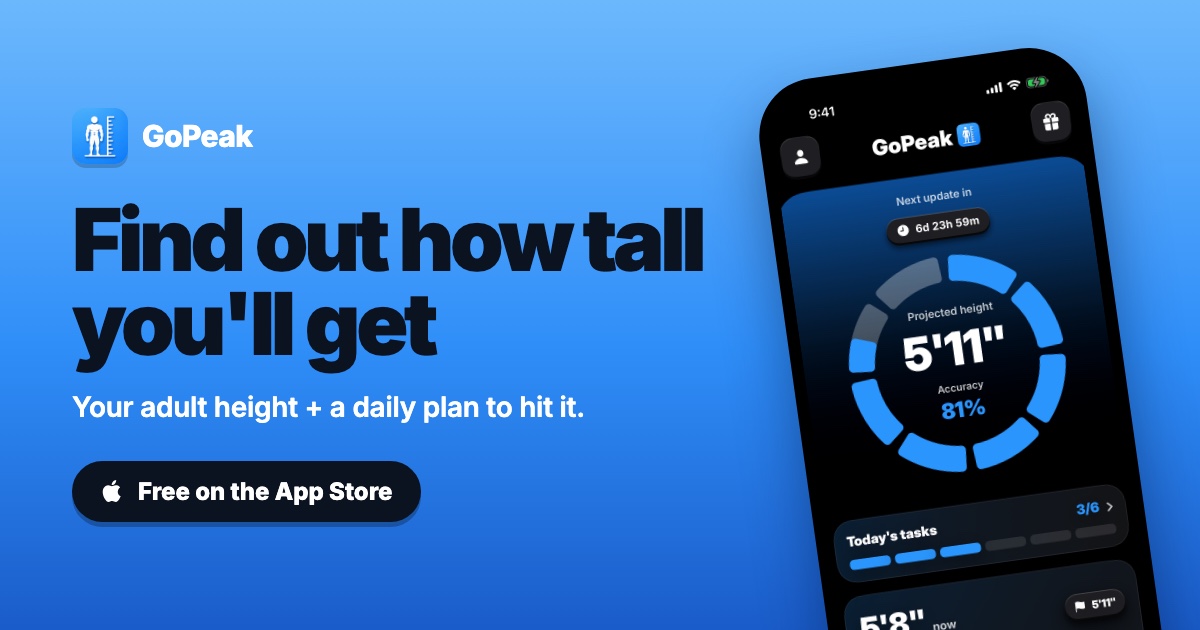 GoPeak
Find out how tall
you'll get
Your adult height + a daily plan to hit it.
Free on the App Store
9:41
GoPeak
Next update in
6d 23h 59m
Projected height
5'11"
Accuracy
81%
Today's tasks
3/6
5'8" now
5'11"